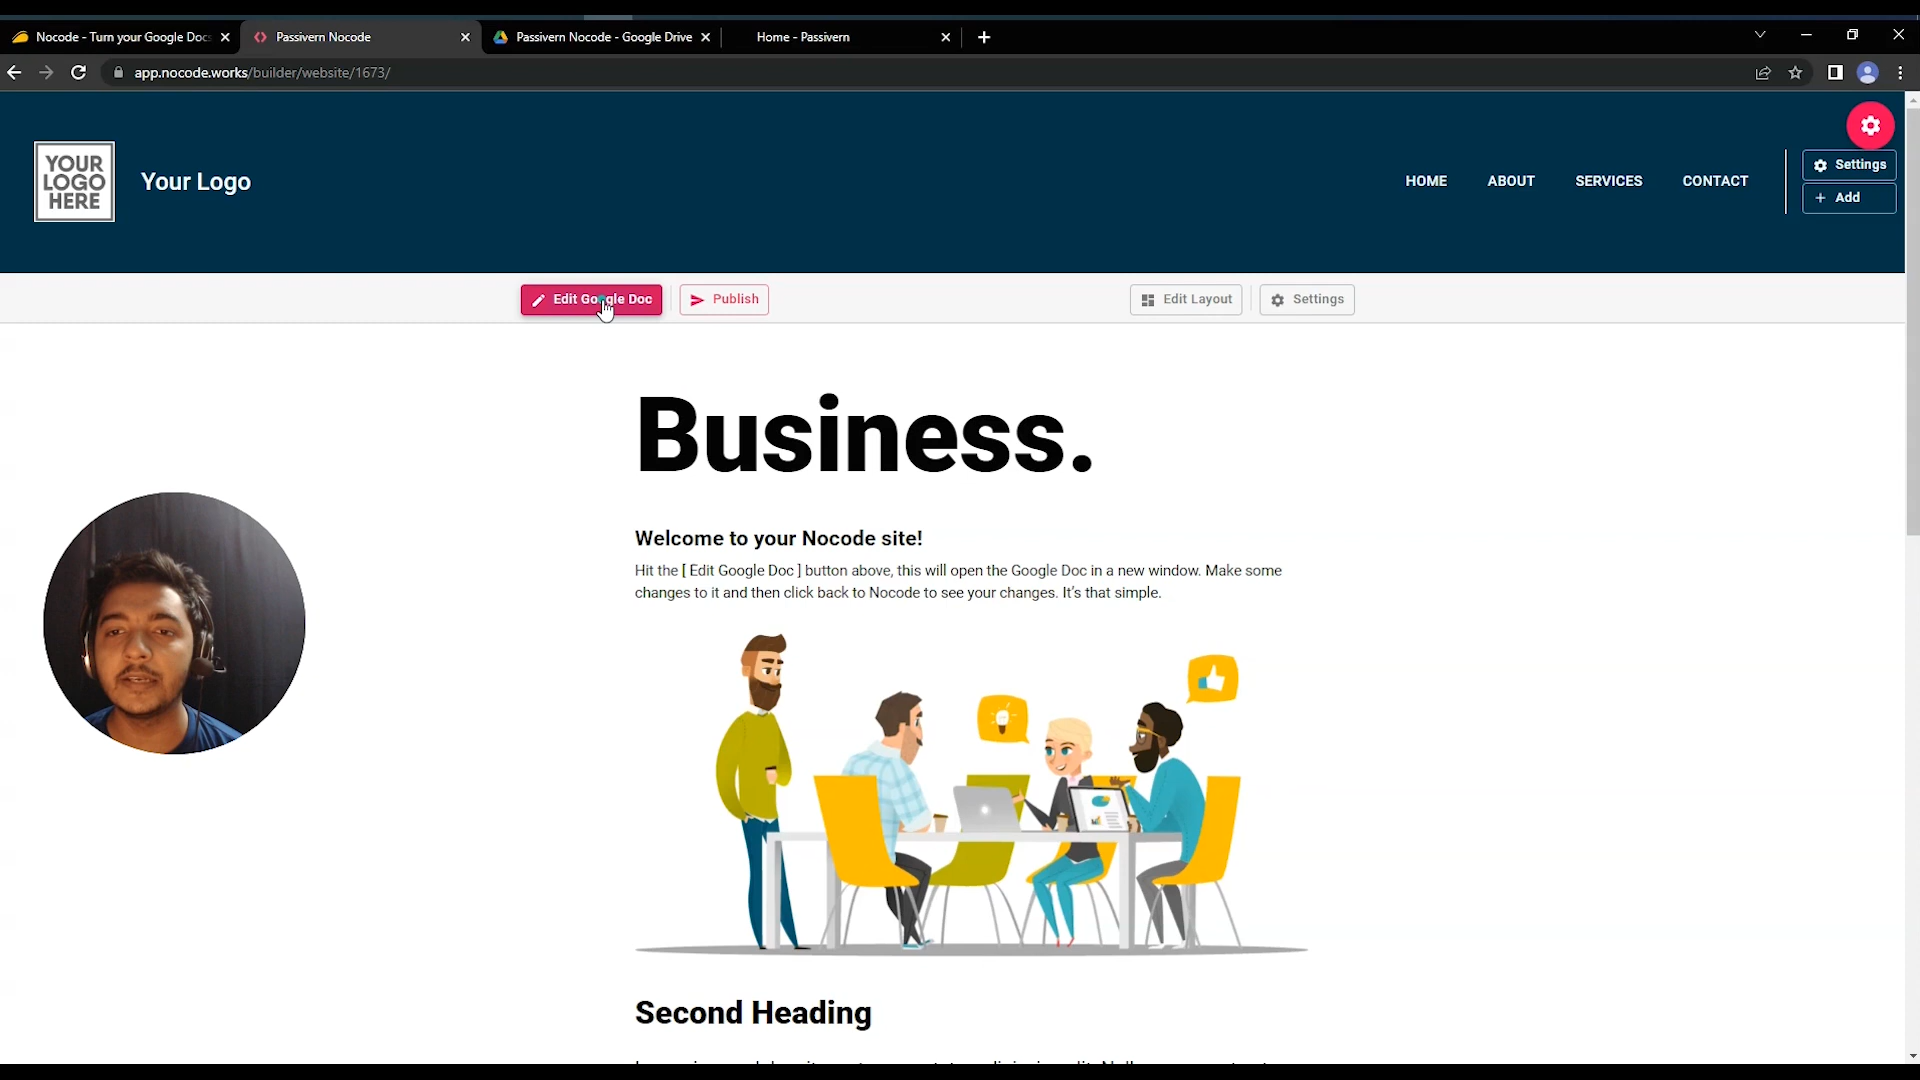 Nocode - Turn your Google Docs
Passivern Nocode
Passivern Nocode - Google Drive
Home - Passivern
app.nocode.works/builder/website/1673/
YOUR
LOGO
HERE
Your Logo
HOME
ABOUT
SERVICES
CONTACT
Settings
+ Add
Edit Google Doc
Publish
Edit Layout
Settings
Business.
Welcome to your Nocode site!
Hit the [ Edit Google Doc ] button above, this will open the Google Doc in a new window. Make some
changes to it and then click back to Nocode to see your changes. It's that simple.
Second Heading